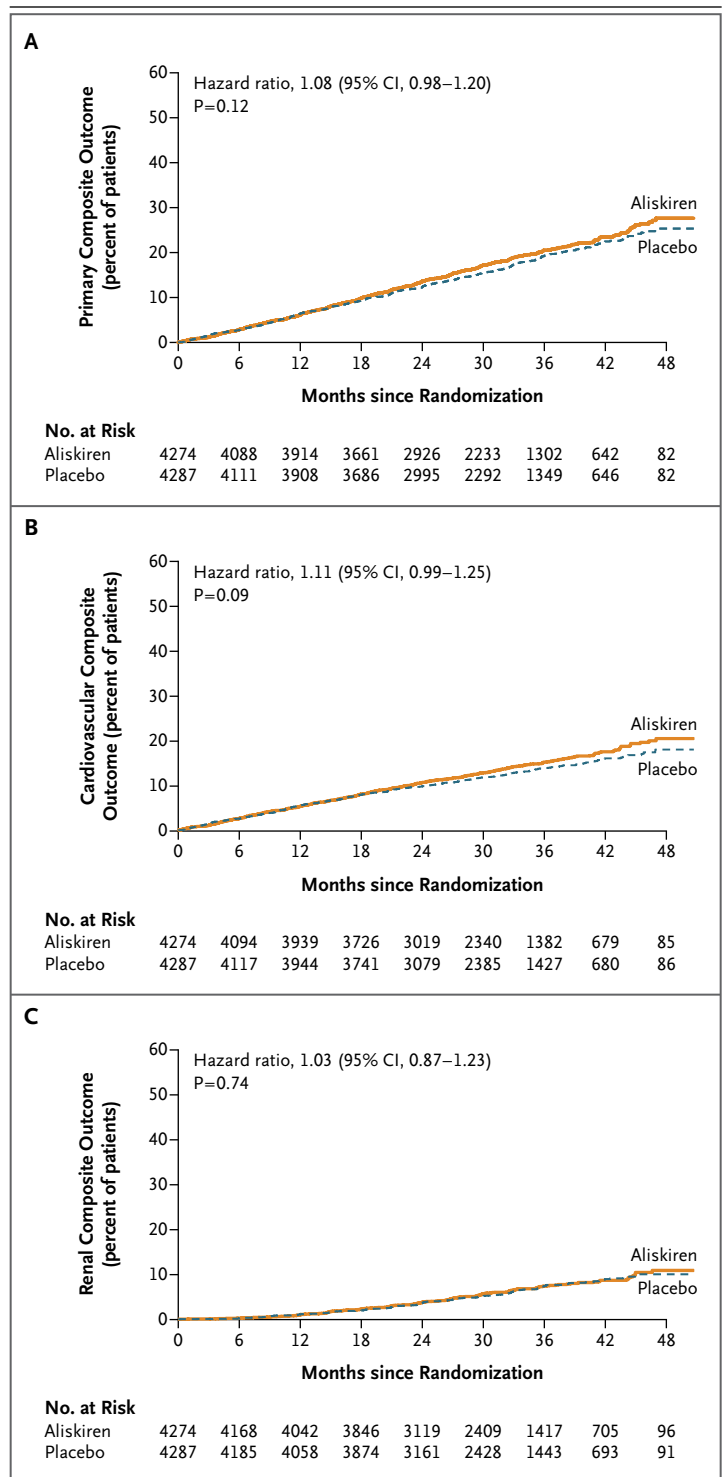 A
Primary Composite Outcome
(percent of patients)
60
50
40
30
20
10
0
Hazard ratio, 1.08 (95% CI, 0.98–1.20)
P=0.12
Aliskiren
Placebo
0 6 12 18 24 30 36 42 48
Months since Randomization
No. at Risk
Aliskiren 4274 4088 3914 3661 2926 2233 1302 642 82
Placebo 4287 4111 3908 3686 2995 2292 1349 646 82
B
Cardiovascular Composite
Outcome (percent of patients)
60
50
40
30
20
10
0
Hazard ratio, 1.11 (95% CI, 0.99–1.25)
P=0.09
Aliskiren
Placebo
0 6 12 18 24 30 36 42 48
Months since Randomization
No. at Risk
Aliskiren 4274 4094 3939 3726 3019 2340 1382 679 85
Placebo 4287 4117 3944 3741 3079 2385 1427 680 86
C
Renal Composite Outcome
(percent of patients)
60
50
40
30
20
10
0
Hazard ratio, 1.03 (95% CI, 0.87–1.23)
P=0.74
Aliskiren
Placebo
0 6 12 18 24 30 36 42 48
Months since Randomization
No. at Risk
Aliskiren 4274 4168 4042 3846 3119 2409 1417 705 96
Placebo 4287 4185 4058 3874 3161 2428 1443 693 91